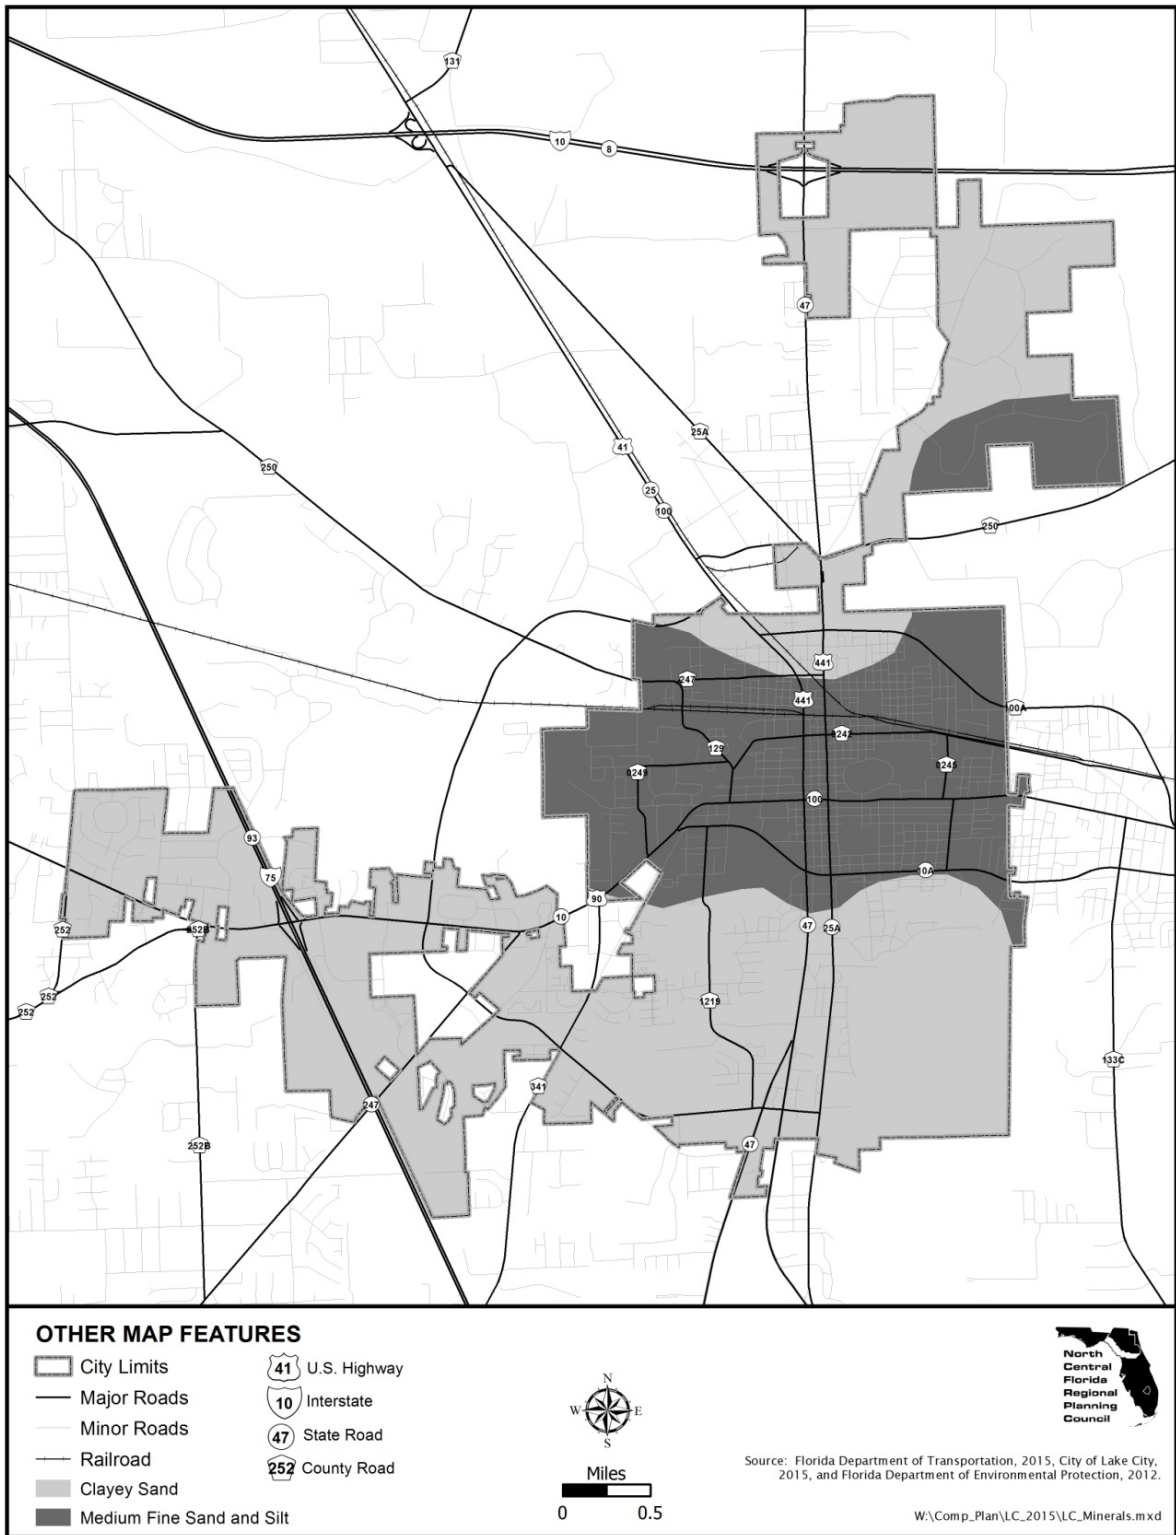 131
10
8
47
25A
41
250
25
100
250
441
247
441
100A
129
0242
0249
0245
100
93
75
10A
90
10
252
252B
47
25A
252
252
1219
133C
341
247
252B
47
OTHER MAP FEATURES
City Limits
Major Roads
Minor Roads
Railroad
Clayey Sand
Medium Fine Sand and Silt
41 U.S. Highway
10 Interstate
47 State Road
252 County Road
N
W E
S
Miles
0 0.5
North
Central
Florida
Regional
Planning
Council
Source: Florida Department of Transportation, 2015, City of Lake City,
2015, and Florida Department of Environmental Protection, 2012.
W:\Comp_Plan\LC_2015\LC_Minerals.mxd